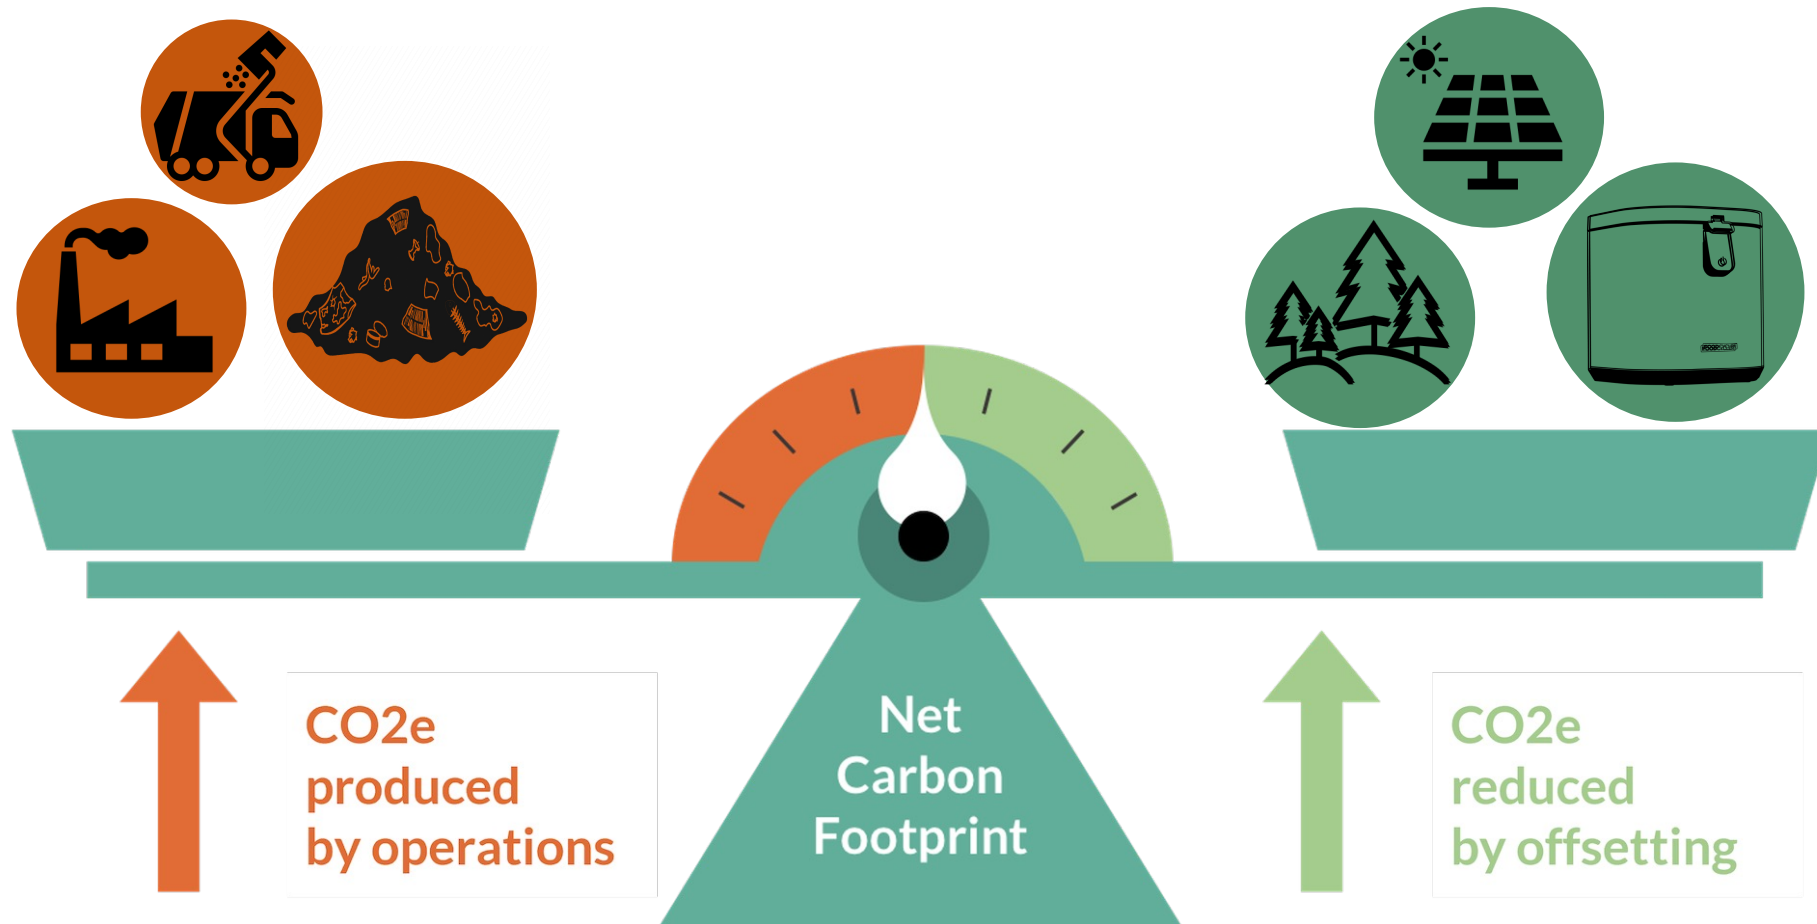 CO2e
produced
by operations
Net
Carbon
Footprint
CO2e
reduced
by offsetting